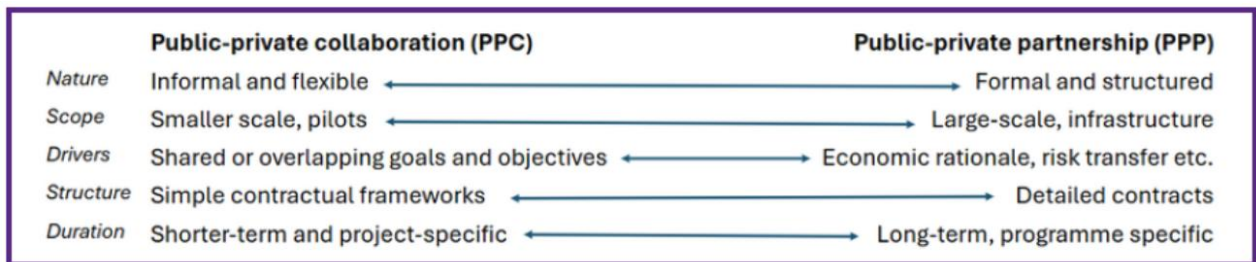 Public-private collaboration (PPC) Public-private partnership (PPP)
Nature Informal and flexible Formal and structured
Scope Smaller scale, pilots Large-scale, infrastructure
Drivers Shared or overlapping goals and objectives Economic rationale, risk transfer etc.
Structure Simple contractual frameworks Detailed contracts
Duration Shorter-term and project-specific Long-term, programme specific